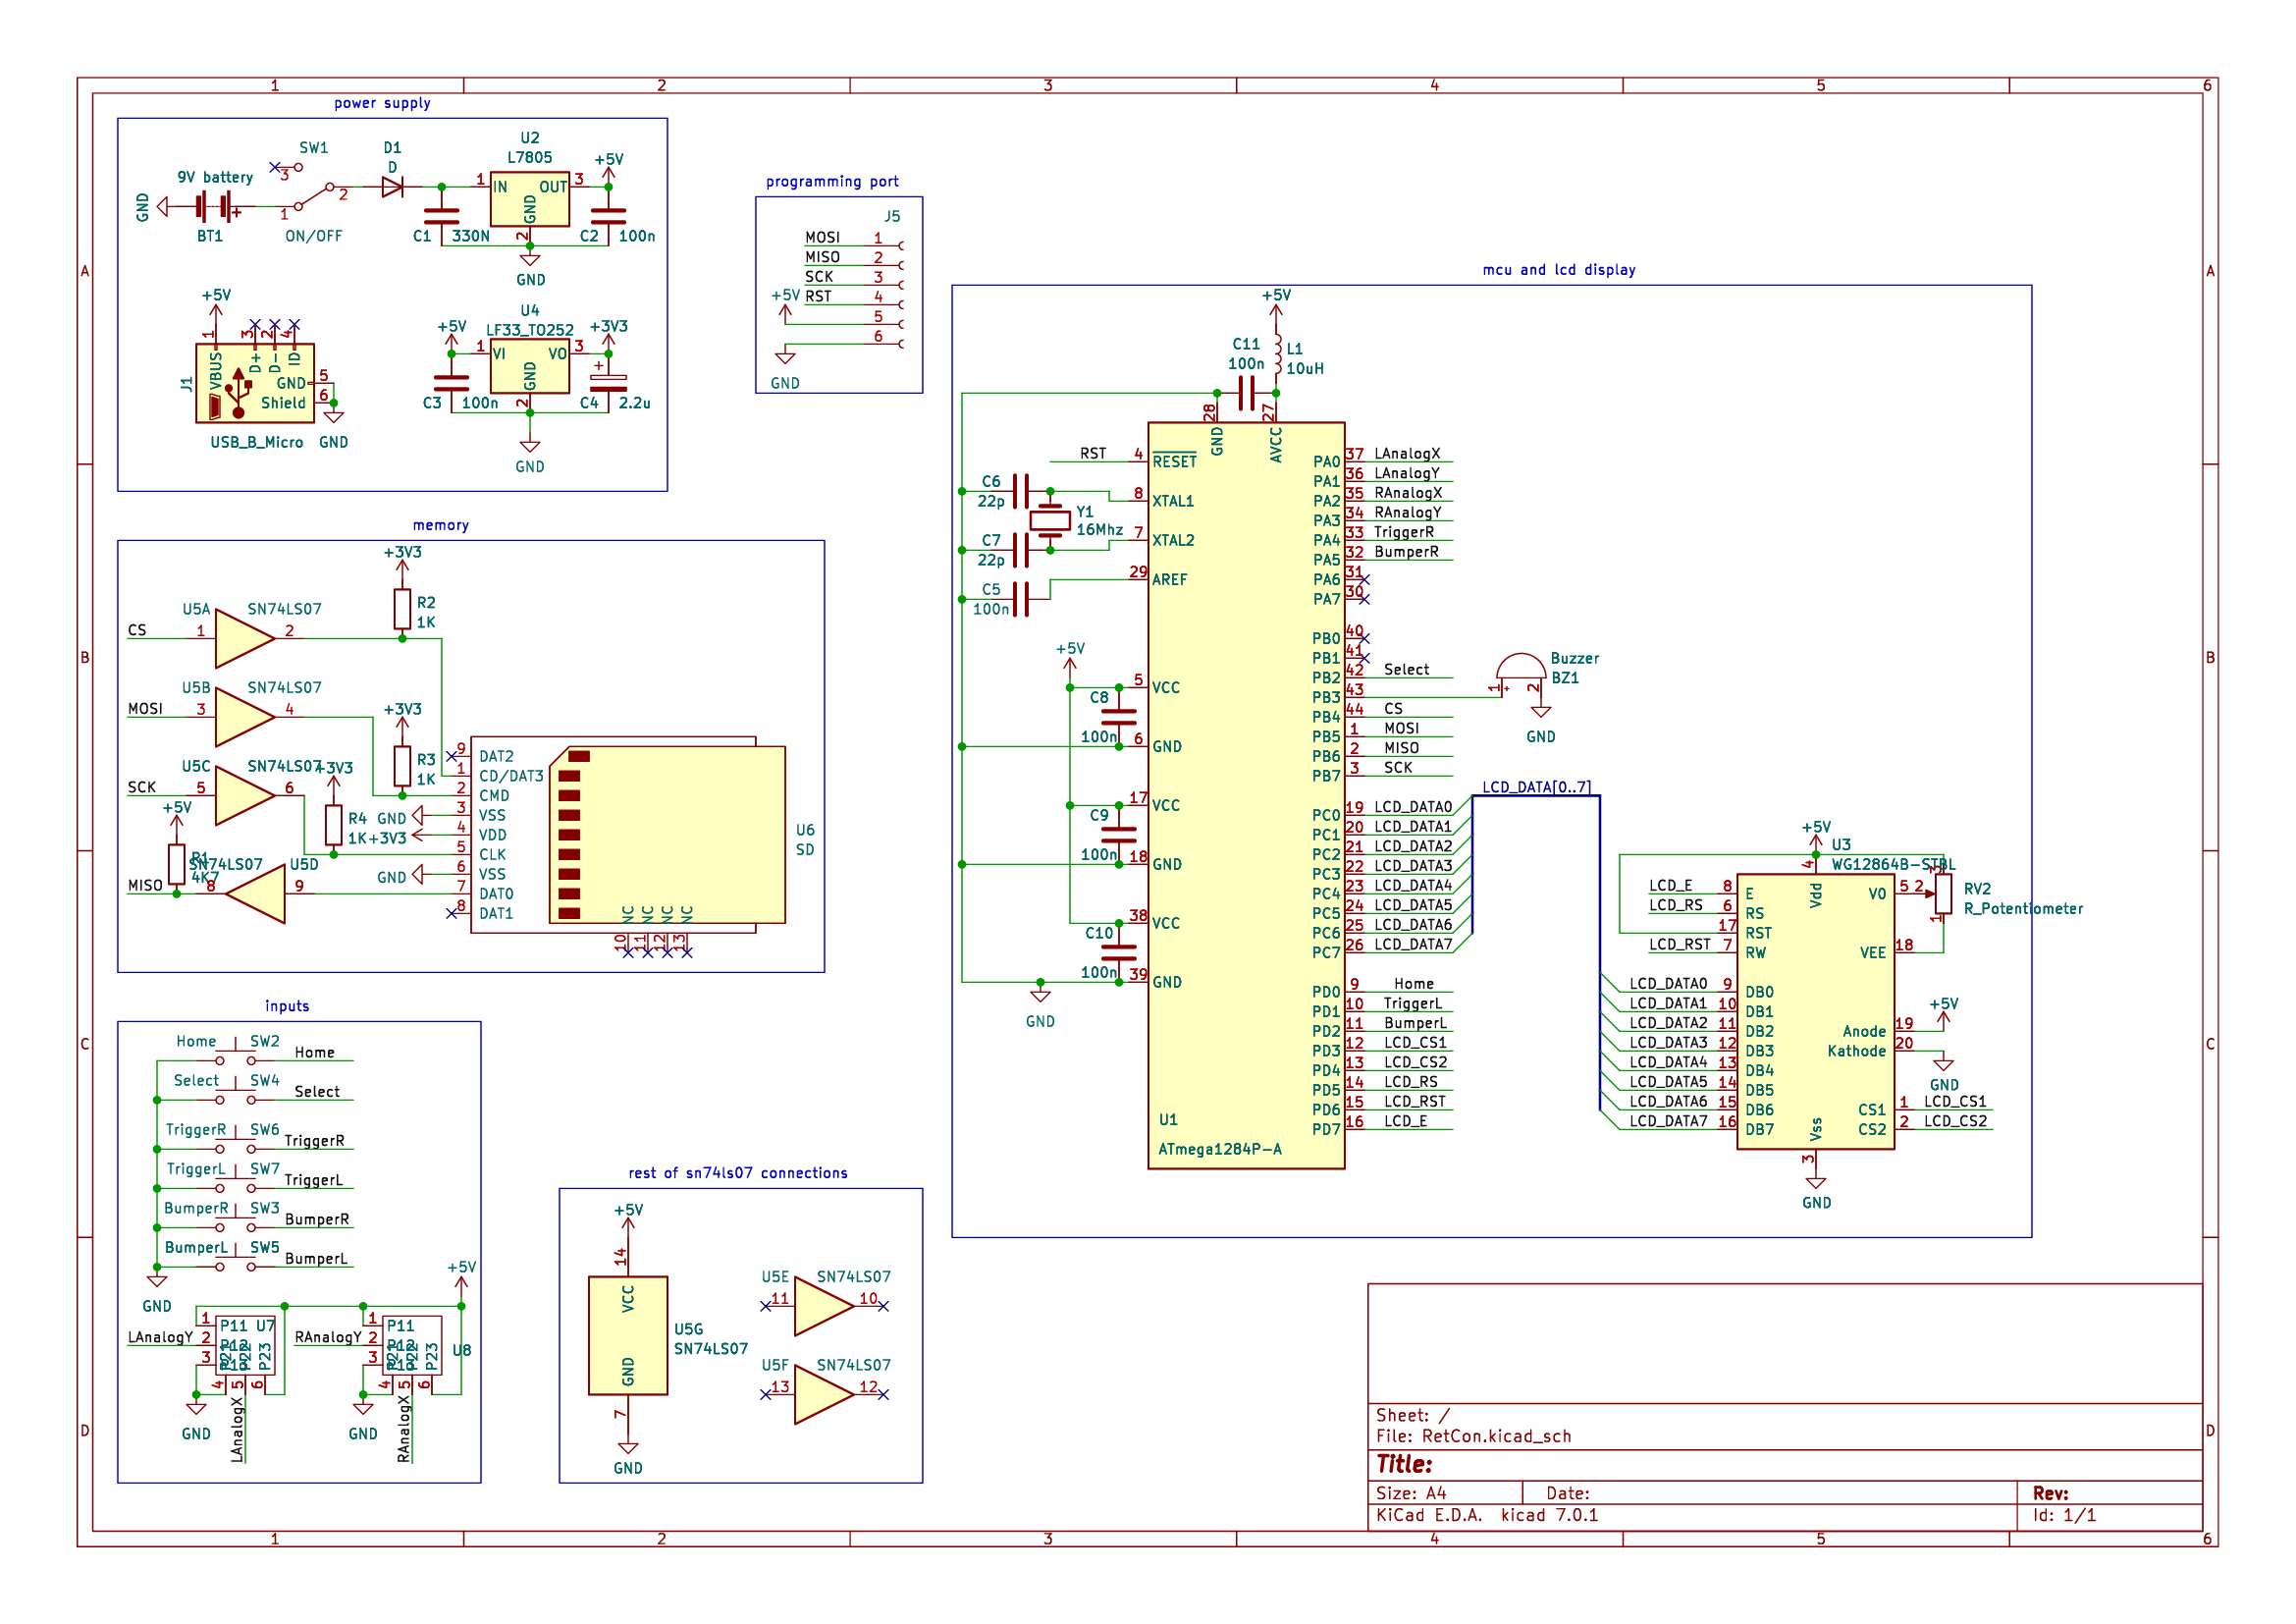 1 2 3 4 5 6
A B C D
power supply
9V battery
GND
BT1
SW1
3
2
1
ON/OFF
D1
D
U2
L7805
1 IN OUT 3
GND
2
+5V
C1 330N
C2 100n
GND
+5V
1 3 2 4
VBUS D+ D- ID
GND 5
Shield 6
J1
USB_B_Micro
GND
U4
LF33_TO252
+5V
+3V3
1 VI VO 3
GND
2
C3 100n
C4 2.2u
GND
programming port
J5
MOSI 1
MISO 2
SCK 3
RST 4
+5V 5
6
GND
memory
+3V3
R2
1K
U5A SN74LS07
CS 1 2
U5B SN74LS07
MOSI 3 4
+3V3
R3
1K
U5C SN74LS07
SCK 5 6
+3V3
R4
1K
+5V
R1
4K7
SN74LS07 U5D
MISO 8 9
9 DAT2
1 CD/DAT3
2 CMD
GND 3 VSS
+3V3 4 VDD
5 CLK
GND 6 VSS
7 DAT0
8 DAT1
NC NC NC NC
10 11 12 13
U6
SD
inputs
Home SW2 Home
Select SW4 Select
TriggerR SW6 TriggerR
TriggerL SW7 TriggerL
BumperR SW3 BumperR
BumperL SW5 BumperL
GND
+5V
1 P11 U7
LAnalogY 2 P12
3 P13
P21 P22 P23
4 5 6
GND
LAnalogX
1 P11
RAnalogY 2 P12
3 P13
P21 P22 P23
4 5 6
U8
GND
RAnalogX
rest of sn74ls07 connections
+5V
14
VCC
GND
7
GND
U5G
SN74LS07
U5E SN74LS07
11 10
U5F SN74LS07
13 12
mcu and lcd display
+5V
C11
100n
L1
10uH
28 27
GND AVCC
RST 4 RESET
C6
22p
8 XTAL1
Y1
16Mhz
C7
22p
7 XTAL2
29 AREF
C5
100n
+5V
5 VCC
C8
100n
6 GND
17 VCC
C9
100n
18 GND
38 VCC
C10
100n
39 GND
GND
U1
ATmega1284P-A
PA0 37 LAnalogX
PA1 36 LAnalogY
PA2 35 RAnalogX
PA3 34 RAnalogY
PA4 33 TriggerR
PA5 32 BumperR
PA6 31
PA7 30
PB0 40
PB1 41
PB2 42 Select
PB3 43
PB4 44 CS
PB5 1 MOSI
PB6 2 MISO
PB7 3 SCK
PC0 19 LCD_DATA0
PC1 20 LCD_DATA1
PC2 21 LCD_DATA2
PC3 22 LCD_DATA3
PC4 23 LCD_DATA4
PC5 24 LCD_DATA5
PC6 25 LCD_DATA6
PC7 26 LCD_DATA7
PD0 9 Home
PD1 10 TriggerL
PD2 11 BumperL
PD3 12 LCD_CS1
PD4 13 LCD_CS2
PD5 14 LCD_RS
PD6 15 LCD_RST
PD7 16 LCD_E
Buzzer
BZ1
1 + 2
GND
LCD_DATA[0..7]
+5V
U3
WG12864B-STBL
4
Vdd
LCD_E 8 E
LCD_RS 6 RS
17 RST
LCD_RST 7 RW
LCD_DATA0 9 DB0
LCD_DATA1 10 DB1
LCD_DATA2 11 DB2
LCD_DATA3 12 DB3
LCD_DATA4 13 DB4
LCD_DATA5 14 DB5
LCD_DATA6 15 DB6
LCD_DATA7 16 DB7
V0 5
VEE 18
Anode 19 +5V
Kathode 20
GND
CS1 1 LCD_CS1
CS2 2 LCD_CS2
Vss
3
GND
3
2
1
RV2
R_Potentiometer
Sheet: /
File: RetCon.kicad_sch
Title:
Size: A4 Date: Rev:
KiCad E.D.A. kicad 7.0.1 Id: 1/1
1 2 3 4 5 6
A B C D